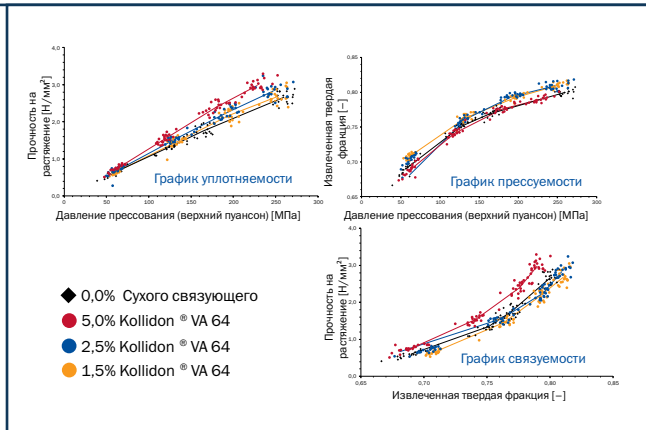 Прочность на
растяжение [Н/мм²]
4,0
3,0
2,0
1,0
0,0
0
50
100
150
200
250
300
График уплотняемости
Давление прессования (верхний пуансон) [МПа]
Извлеченная твердая
фракция [–]
0,85
0,80
0,75
0,70
0,65
0
50
100
150
200
250
300
График прессуемости
Давление прессования (верхний пуансон) [МПа]
0,0% Сухого связующего
5,0% Kollidon ® VA 64
2,5% Kollidon ® VA 64
1,5% Kollidon ® VA 64
Прочность на
растяжение [Н/мм²]
4,0
3,0
2,0
1,0
0,0
0,65
0,70
0,75
0,80
0,85
График связуемости
Извлеченная твердая фракция [–]